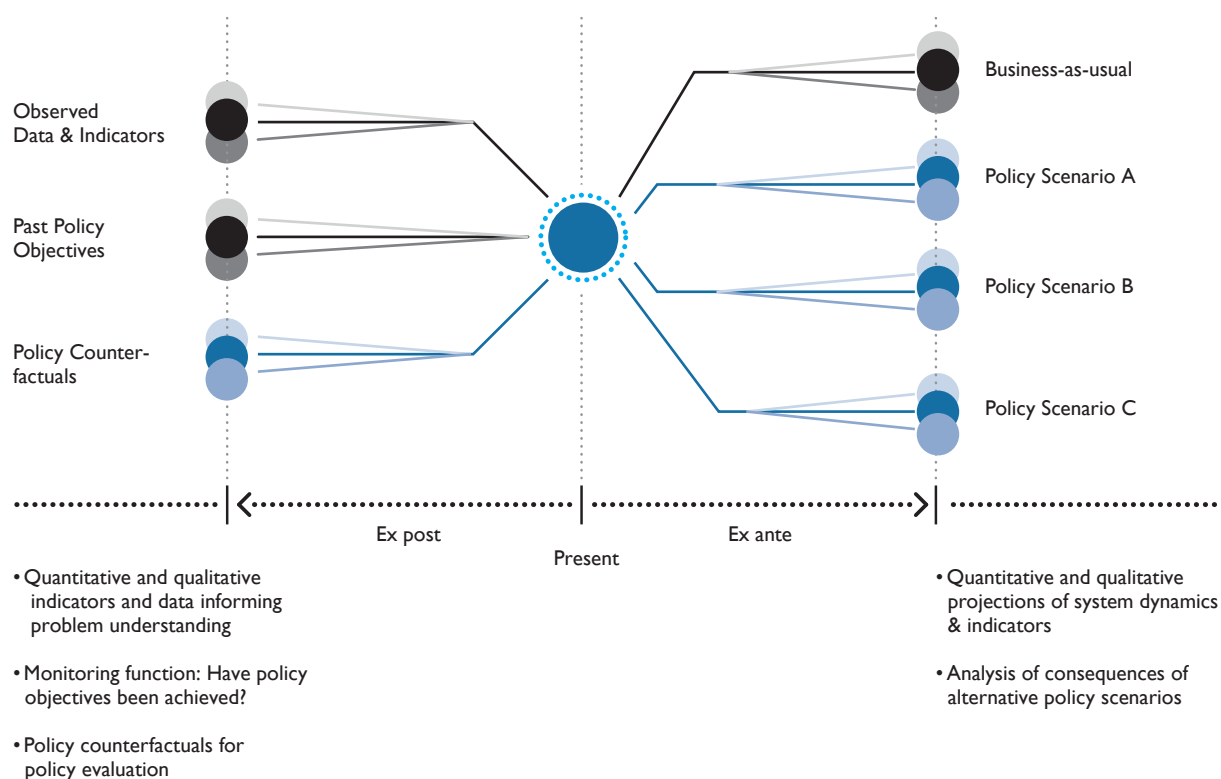 Observed
Data & Indicators
Past Policy
Objectives
Policy Counter-
factuals
Business-as-usual
Policy Scenario A
Policy Scenario B
Policy Scenario C
Ex post
Present
Ex ante
• Quantitative and qualitative
indicators and data informing
problem understanding
• Monitoring function: Have policy
objectives been achieved?
• Policy counterfactuals for
policy evaluation
• Quantitative and qualitative
projections of system dynamics
& indicators
• Analysis of consequences of
alternative policy scenarios